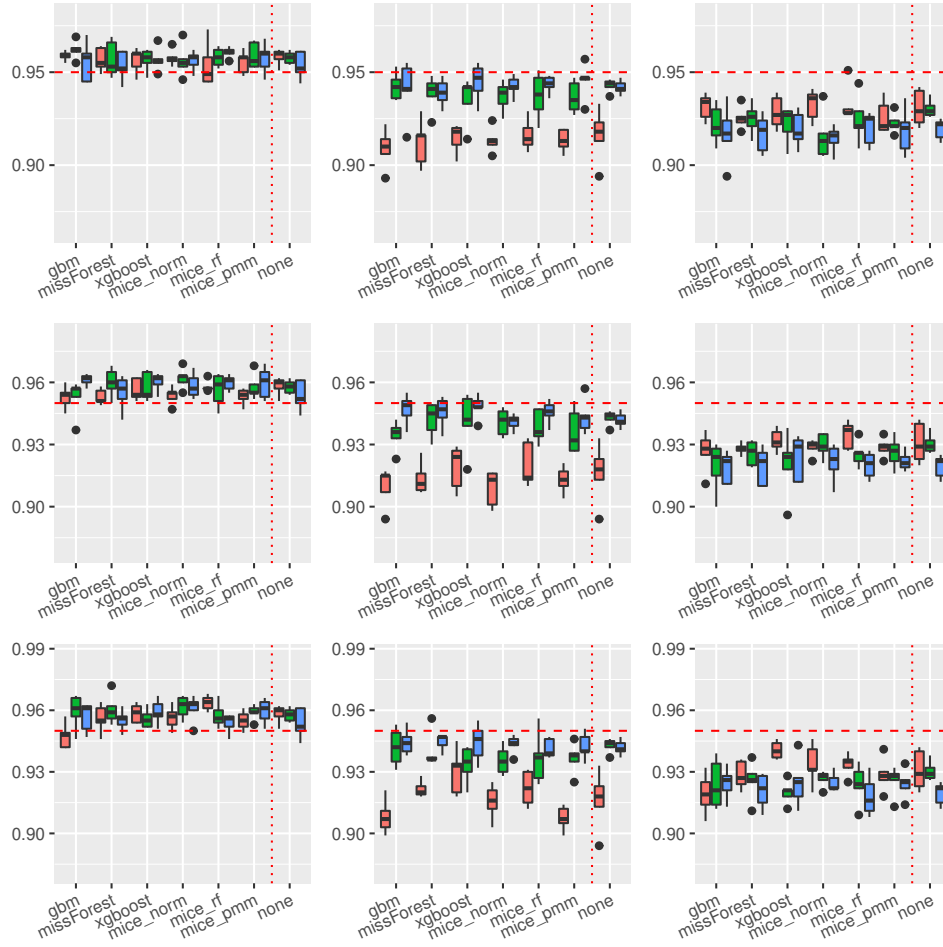 0.95
0.90
gbm
missForest
xgboost
mice_norm
mice_rf
mice_pmm
none
0.95
0.90
gbm
missForest
xgboost
mice_norm
mice_rf
mice_pmm
none
0.95
0.90
gbm
missForest
xgboost
mice_norm
mice_rf
mice_pmm
none
0.96
0.93
0.90
gbm
missForest
xgboost
mice_norm
mice_rf
mice_pmm
none
0.96
0.93
0.90
gbm
missForest
xgboost
mice_norm
mice_rf
mice_pmm
none
0.96
0.93
0.90
gbm
missForest
xgboost
mice_norm
mice_rf
mice_pmm
none
0.99
0.96
0.93
0.90
gbm
missForest
xgboost
mice_norm
mice_rf
mice_pmm
none
0.99
0.96
0.93
0.90
gbm
missForest
xgboost
mice_norm
mice_rf
mice_pmm
none
0.99
0.96
0.93
0.90
gbm
missForest
xgboost
mice_norm
mice_rf
mice_pmm
none